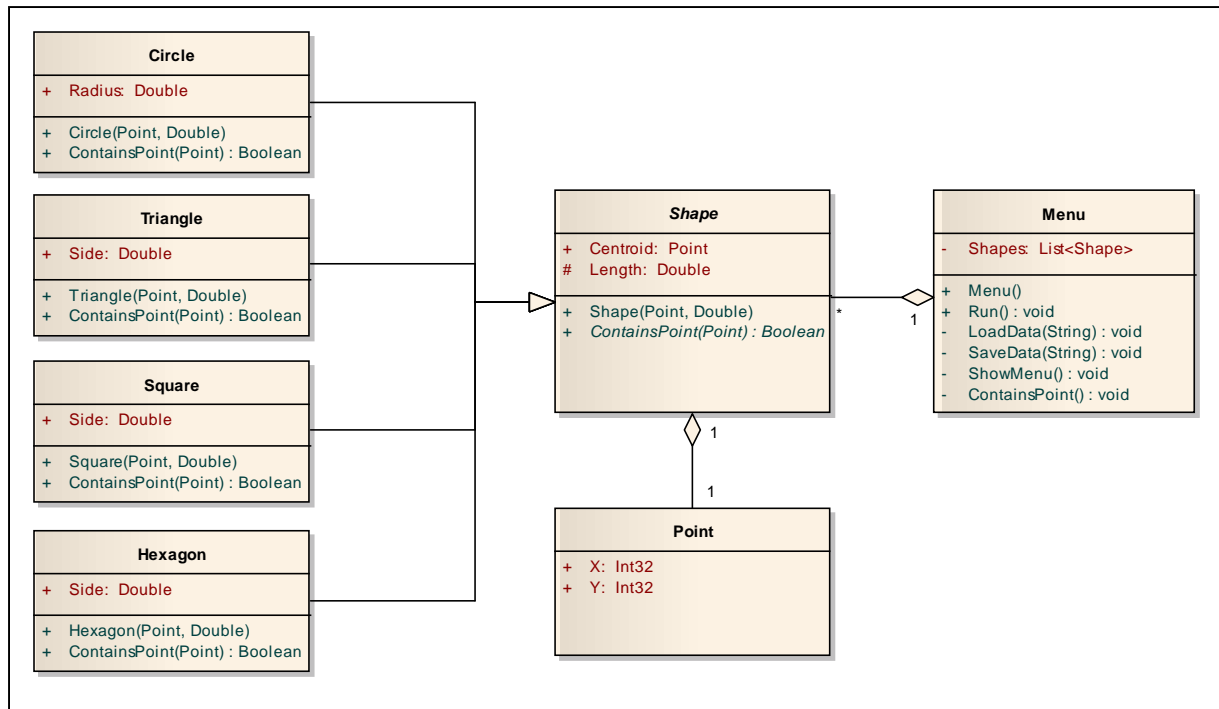 Circle
+ Radius: Double
+ Circle(Point, Double)
+ ContainsPoint(Point) : Boolean
Triangle
+ Side: Double
+ Triangle(Point, Double)
+ ContainsPoint(Point) : Boolean
Square
+ Side: Double
+ Square(Point, Double)
+ ContainsPoint(Point) : Boolean
Hexagon
+ Side: Double
+ Hexagon(Point, Double)
+ ContainsPoint(Point) : Boolean
Shape
+ Centroid: Point
# Length: Double
+ Shape(Point, Double)
+ ContainsPoint(Point) : Boolean
*
1
Menu
- Shapes: List<Shape>
+ Menu()
+ Run() : void
- LoadData(String) : void
- SaveData(String) : void
- ShowMenu() : void
- ContainsPoint() : void
1
1
Point
+ X: Int32
+ Y: Int32